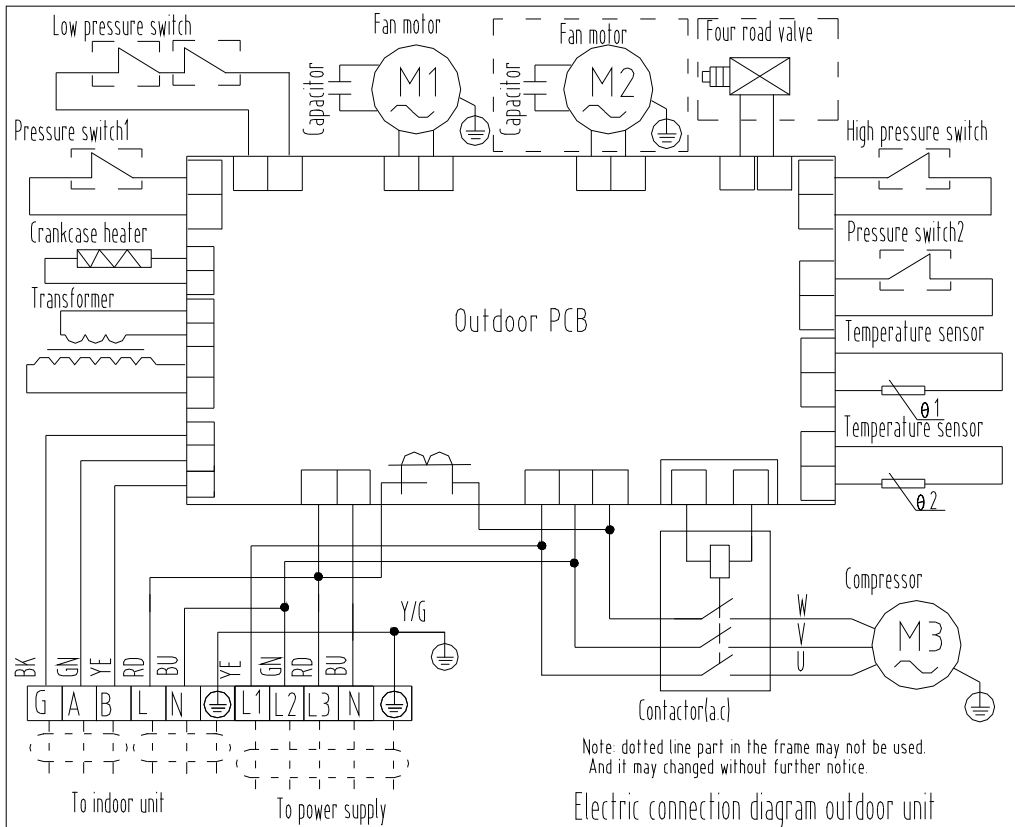 Low pressure switch
Fan motor
Fan motor
Four road valve
Capacitor
M1
Capacitor
M2
Pressure switch1
High pressure switch
Crankcase heater
Pressure switch2
Transformer
Outdoor PCB
Temperature sensor
θ1
Temperature sensor
θ2
Y/G
Compressor
W
V
U
M3
BK
GN
YE
RD
BU
YE
GN
RD
BU
G A B L N L1 L2 L3 N
Contactor(a.c)
Note: dotted line part in the frame may not be used.
And it may changed without further notice.
To indoor unit
To power supply
Electric connection diagram outdoor unit